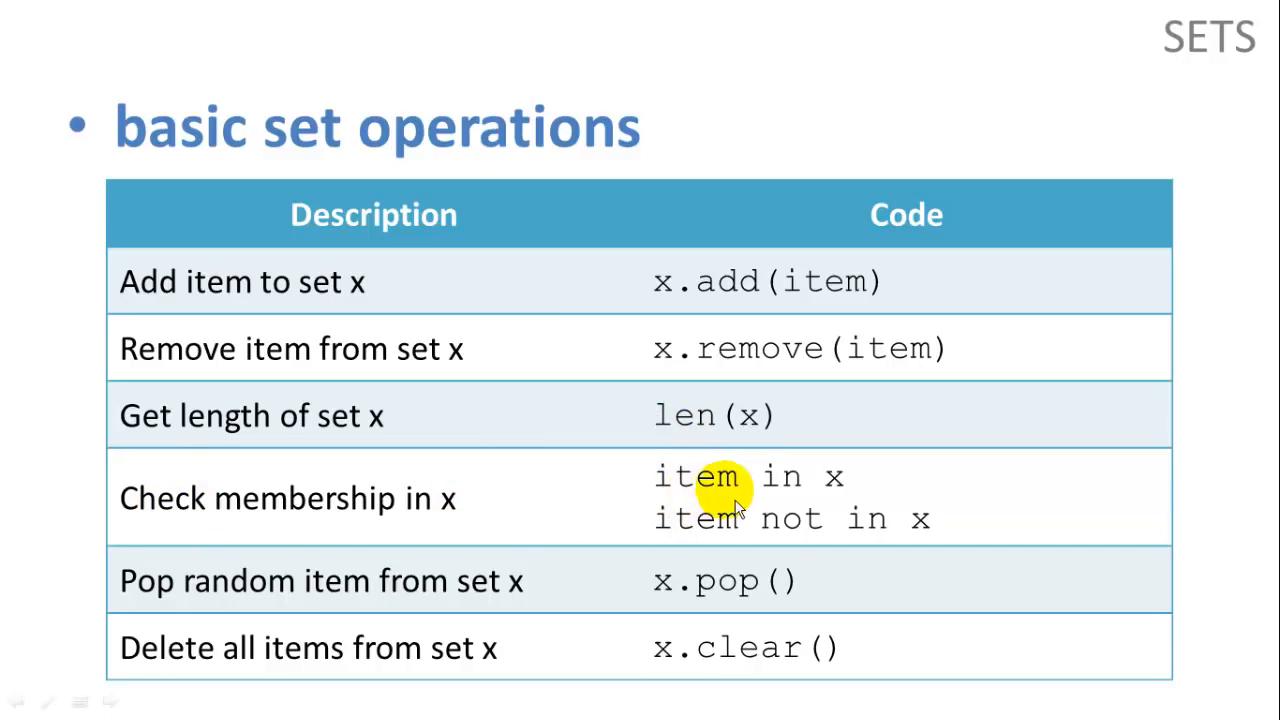 SETS
• basic set operations
Description Code
Add item to set x x.add(item)
Remove item from set x x.remove(item)
Get length of set x len(x)
Check membership in x item in x
item not in x
Pop random item from set x x.pop()
Delete all items from set x x.clear()